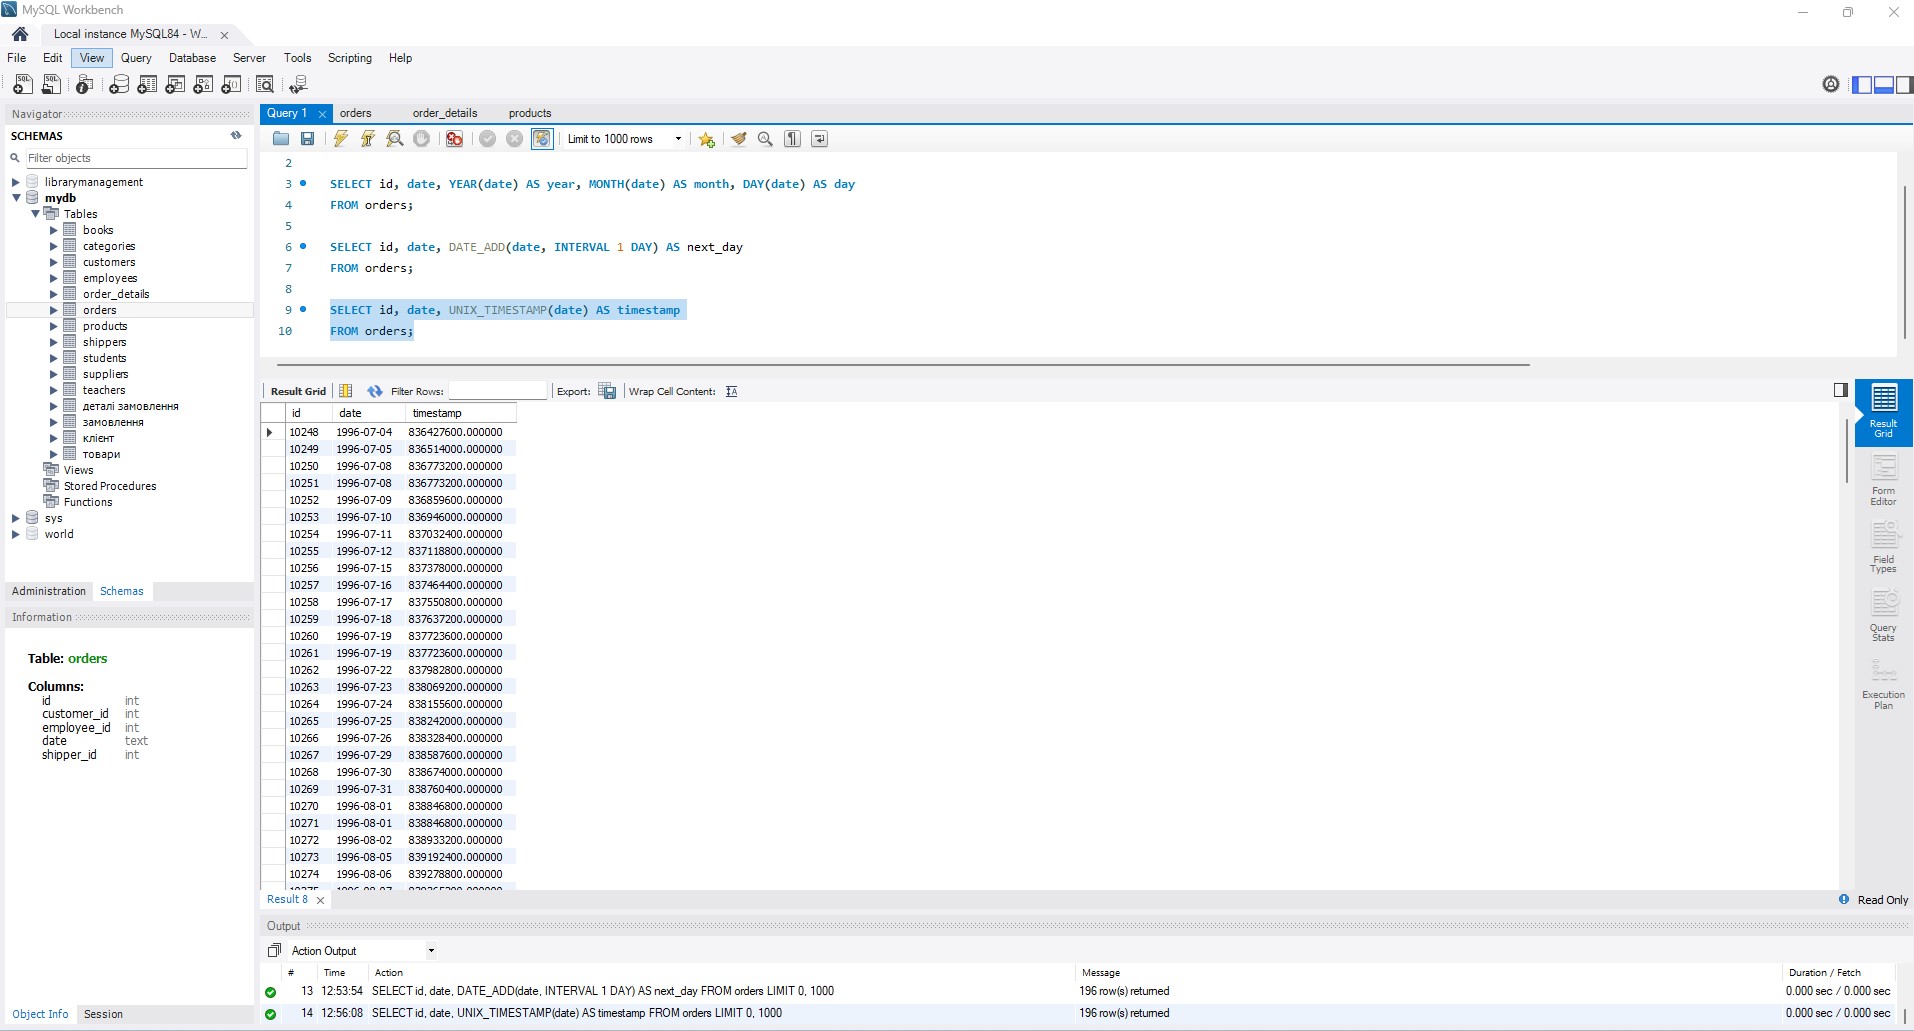 MySQL Workbench
Local instance MySQL84 - W...
File Edit View Query Database Server Tools Scripting Help
Navigator
SCHEMAS
Filter objects
librarymanagement
mydb
Tables
books
categories
customers
employees
order_details
orders
products
shippers
students
suppliers
teachers
деталі замовлення
замовлення
клієнт
товари
Views
Stored Procedures
Functions
sys
world
Administration Schemas
Information
Table: orders
Columns:
id int
customer_id int
employee_id int
date text
shipper_id int
Object Info Session
Query 1 orders order_details products
Limit to 1000 rows
2
3 SELECT id, date, YEAR(date) AS year, MONTH(date) AS month, DAY(date) AS day
4 FROM orders;
5
6 SELECT id, date, DATE_ADD(date, INTERVAL 1 DAY) AS next_day
7 FROM orders;
8
9 SELECT id, date, UNIX_TIMESTAMP(date) AS timestamp
10 FROM orders;
Result Grid Filter Rows: Export: Wrap Cell Content:
id date timestamp
10248 1996-07-04 836427600.000000
10249 1996-07-05 836514000.000000
10250 1996-07-08 836773200.000000
10251 1996-07-08 836773200.000000
10252 1996-07-09 836859600.000000
10253 1996-07-10 836946000.000000
10254 1996-07-11 837032400.000000
10255 1996-07-12 837118800.000000
10256 1996-07-15 837378000.000000
10257 1996-07-16 837464400.000000
10258 1996-07-17 837550800.000000
10259 1996-07-18 837637200.000000
10260 1996-07-19 837723600.000000
10261 1996-07-19 837723600.000000
10262 1996-07-22 837982800.000000
10263 1996-07-23 838069200.000000
10264 1996-07-24 838155600.000000
10265 1996-07-25 838242000.000000
10266 1996-07-26 838328400.000000
10267 1996-07-29 838587600.000000
10268 1996-07-30 838674000.000000
10269 1996-07-31 838760400.000000
10270 1996-08-01 838846800.000000
10271 1996-08-01 838846800.000000
10272 1996-08-02 838933200.000000
10273 1996-08-05 839192400.000000
10274 1996-08-06 839278800.000000
Result Grid
Form Editor
Field Types
Query Stats
Execution Plan
Result 8 Read Only
Output
Action Output
# Time Action Message Duration / Fetch
13 12:53:54 SELECT id, date, DATE_ADD(date, INTERVAL 1 DAY) AS next_day FROM orders LIMIT 0, 1000 196 row(s) returned 0.000 sec / 0.000 sec
14 12:56:08 SELECT id, date, UNIX_TIMESTAMP(date) AS timestamp FROM orders LIMIT 0, 1000 196 row(s) returned 0.000 sec / 0.000 sec